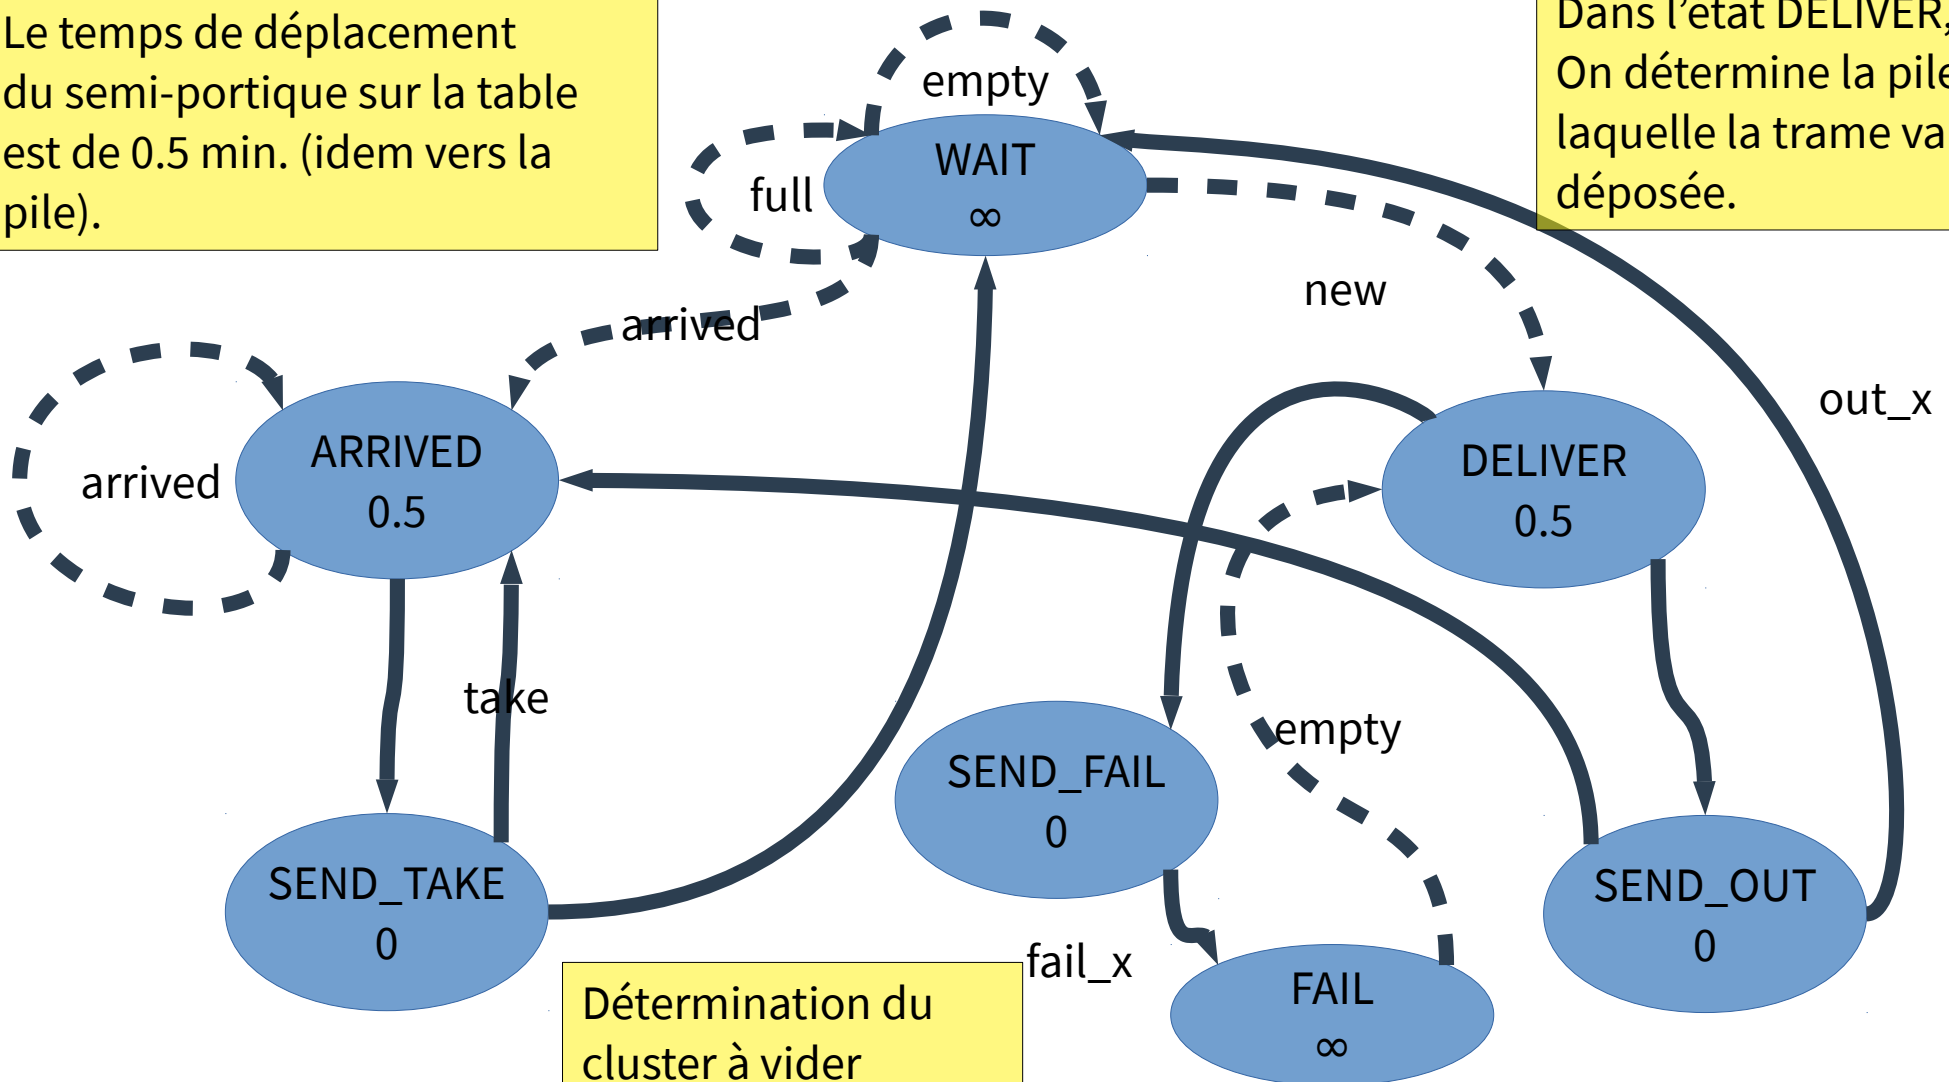 Le temps de déplacement
du semi-portique sur la table
est de 0.5 min. (idem vers la
pile).
Dans l'état DELIVER,
On détermine la pile
laquelle la trame va
déposée.
empty
WAIT
∞
full
new
arrived
out_x
ARRIVED
0.5
arrived
DELIVER
0.5
take
empty
SEND_FAIL
0
SEND_TAKE
0
SEND_OUT
0
fail_x
FAIL
∞
Détermination du
cluster à vider